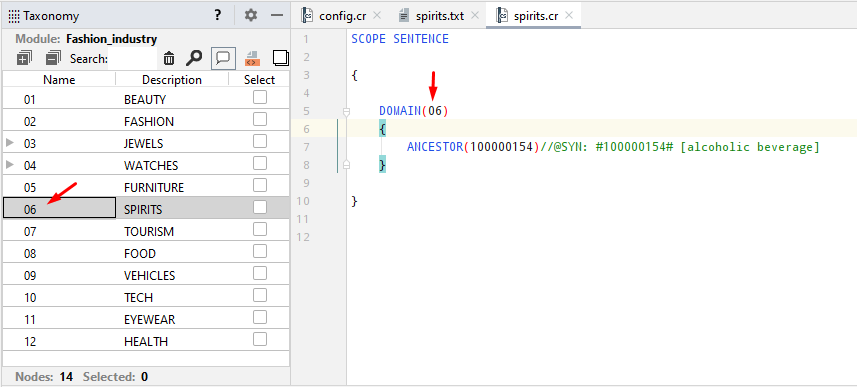 Taxonomy ?
Module: Fashion_industry
Search:
Name Description Select
01 BEAUTY
02 FASHION
03 JEWELS
04 WATCHES
05 FURNITURE
06 SPIRITS
07 TOURISM
08 FOOD
09 VEHICLES
10 TECH
11 EYEWEAR
12 HEALTH
Nodes: 14 Selected: 0
config.cr spirits.txt spirits.cr
1 SCOPE SENTENCE
2
3 {
4
5 DOMAIN(06)
6 {
7 ANCESTOR(100000154)//@SYN: #100000154# [alcoholic beverage]
8 }
9
10 }
11
12